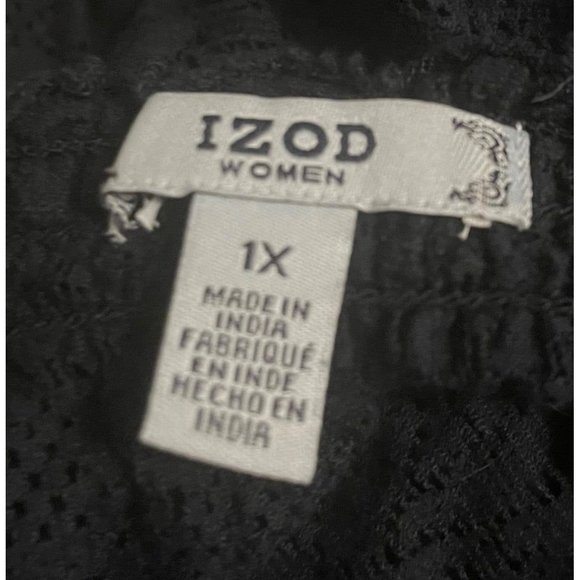 IZOD
WOMEN
1X
MADE IN
INDIA
FABRIQUÉ
EN INDE
HECHO EN
INDIA